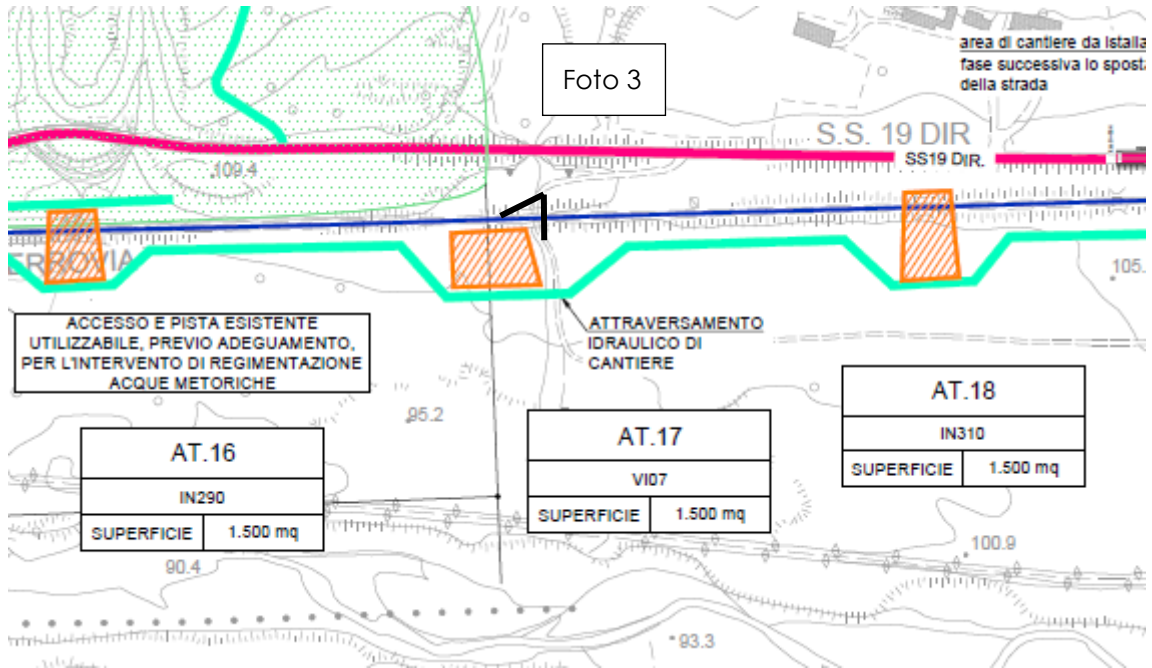 Foto 3
area di cantiere da istalla
fase successiva lo sposta
della strada
S.S. 19 DIR
SS19 DIR.
109.4
ERROVIA
105.
ACCESSO E PISTA ESISTENTE
UTILIZZABILE, PREVIO ADEGUAMENTO,
PER L'INTERVENTO DI REGIMENTAZIONE
ACQUE METORICHE
ATTRAVERSAMENTO
IDRAULICO DI
CANTIERE
95.2
AT.16
IN290
SUPERFICIE 1.500 mq
AT.17
VI07
SUPERFICIE 1.500 mq
AT.18
IN310
SUPERFICIE 1.500 mq
90.4
100.9
93.3